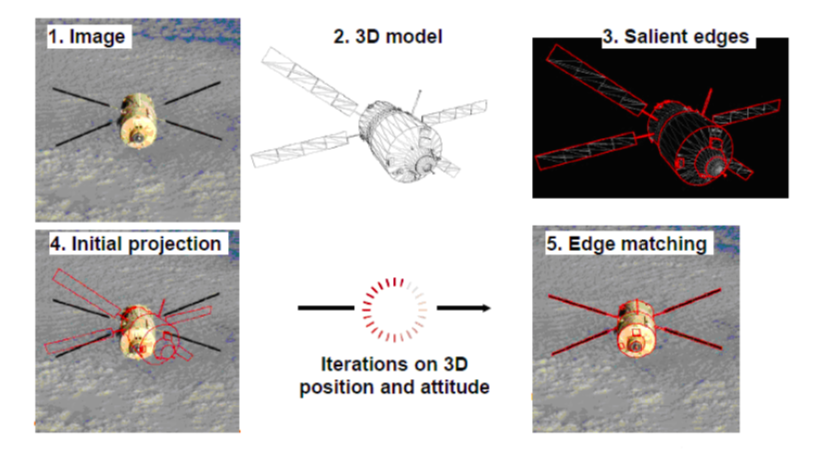 1. Image
2. 3D model
3. Salient edges
4. Initial projection
Iterations on 3D
position and attitude
5. Edge matching